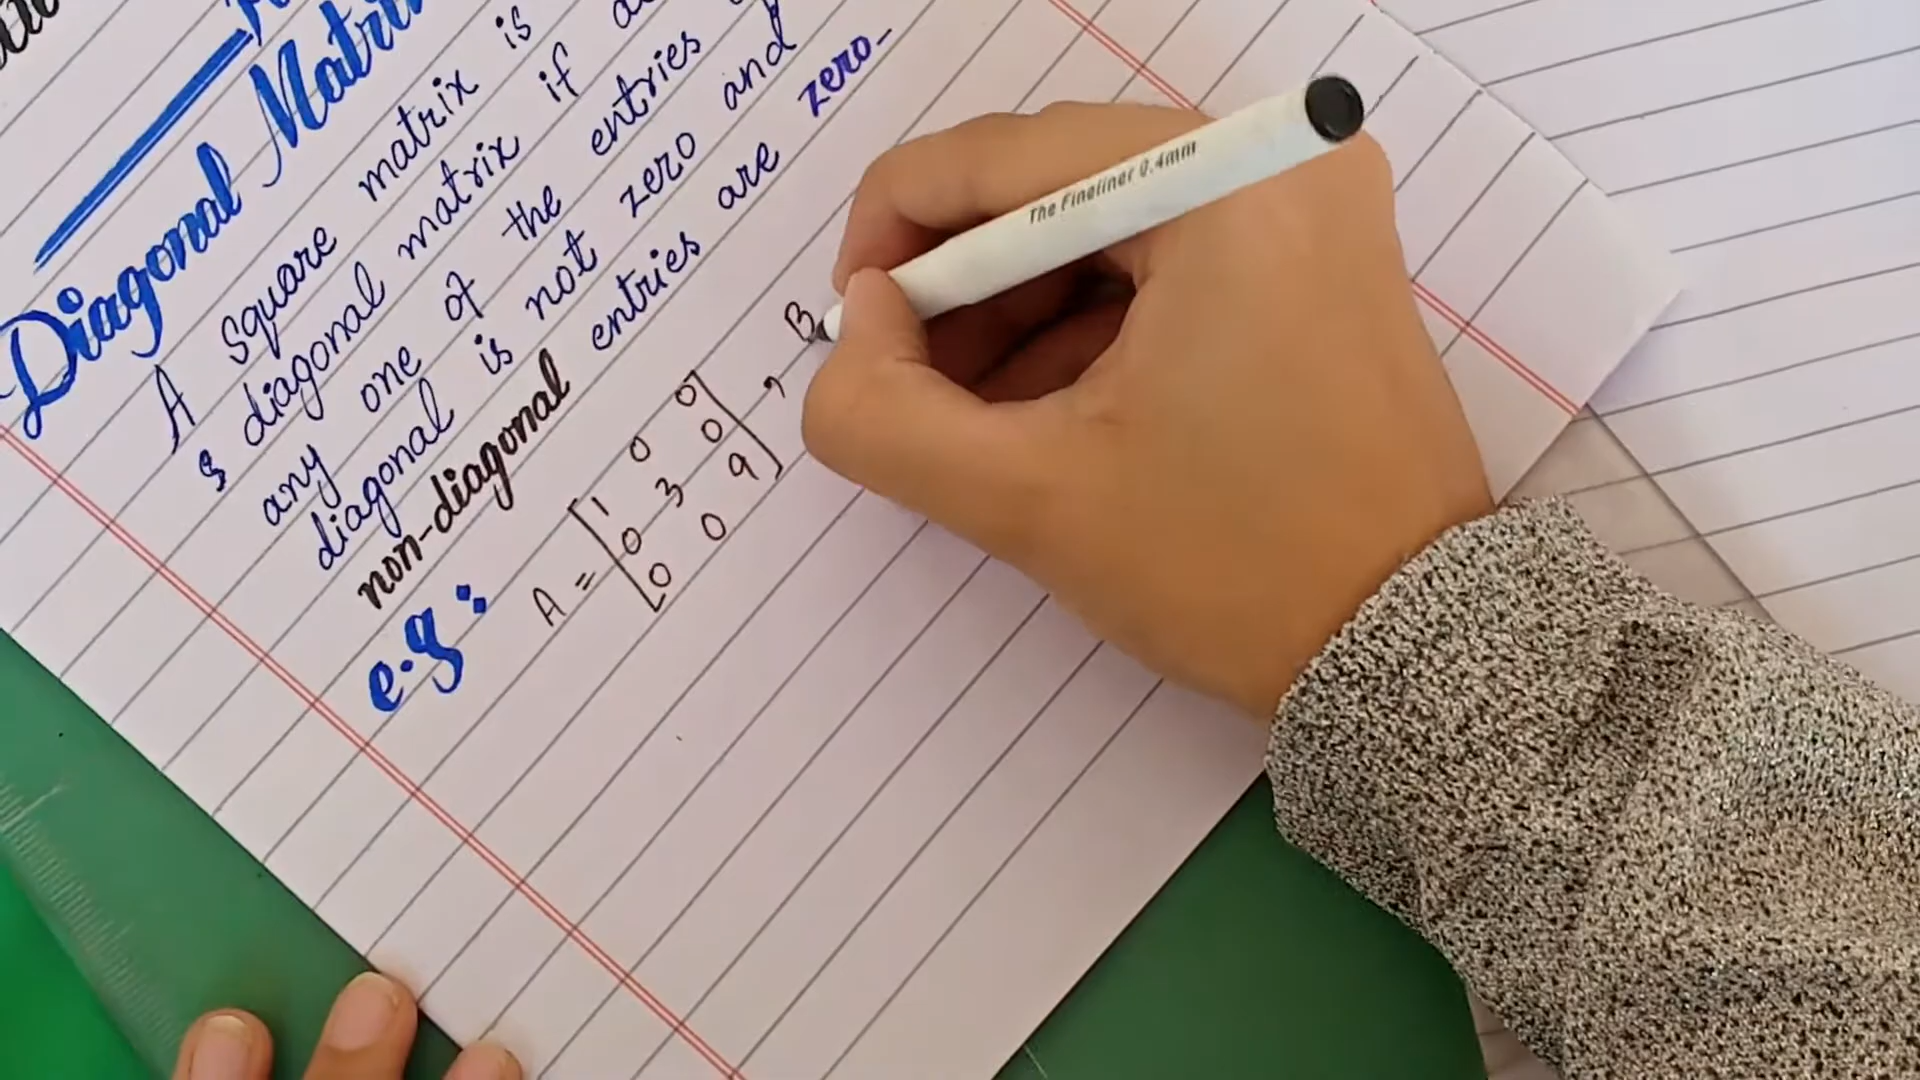 Diagonal
A square matrix is
diagonal matrix if
any one of the entries
diagonal is not zero and
non-diagonal entries are zero-
e.g:
A = [1 0 0
0 3 0
0 0 9] , B
The Fineliner 0.4mm